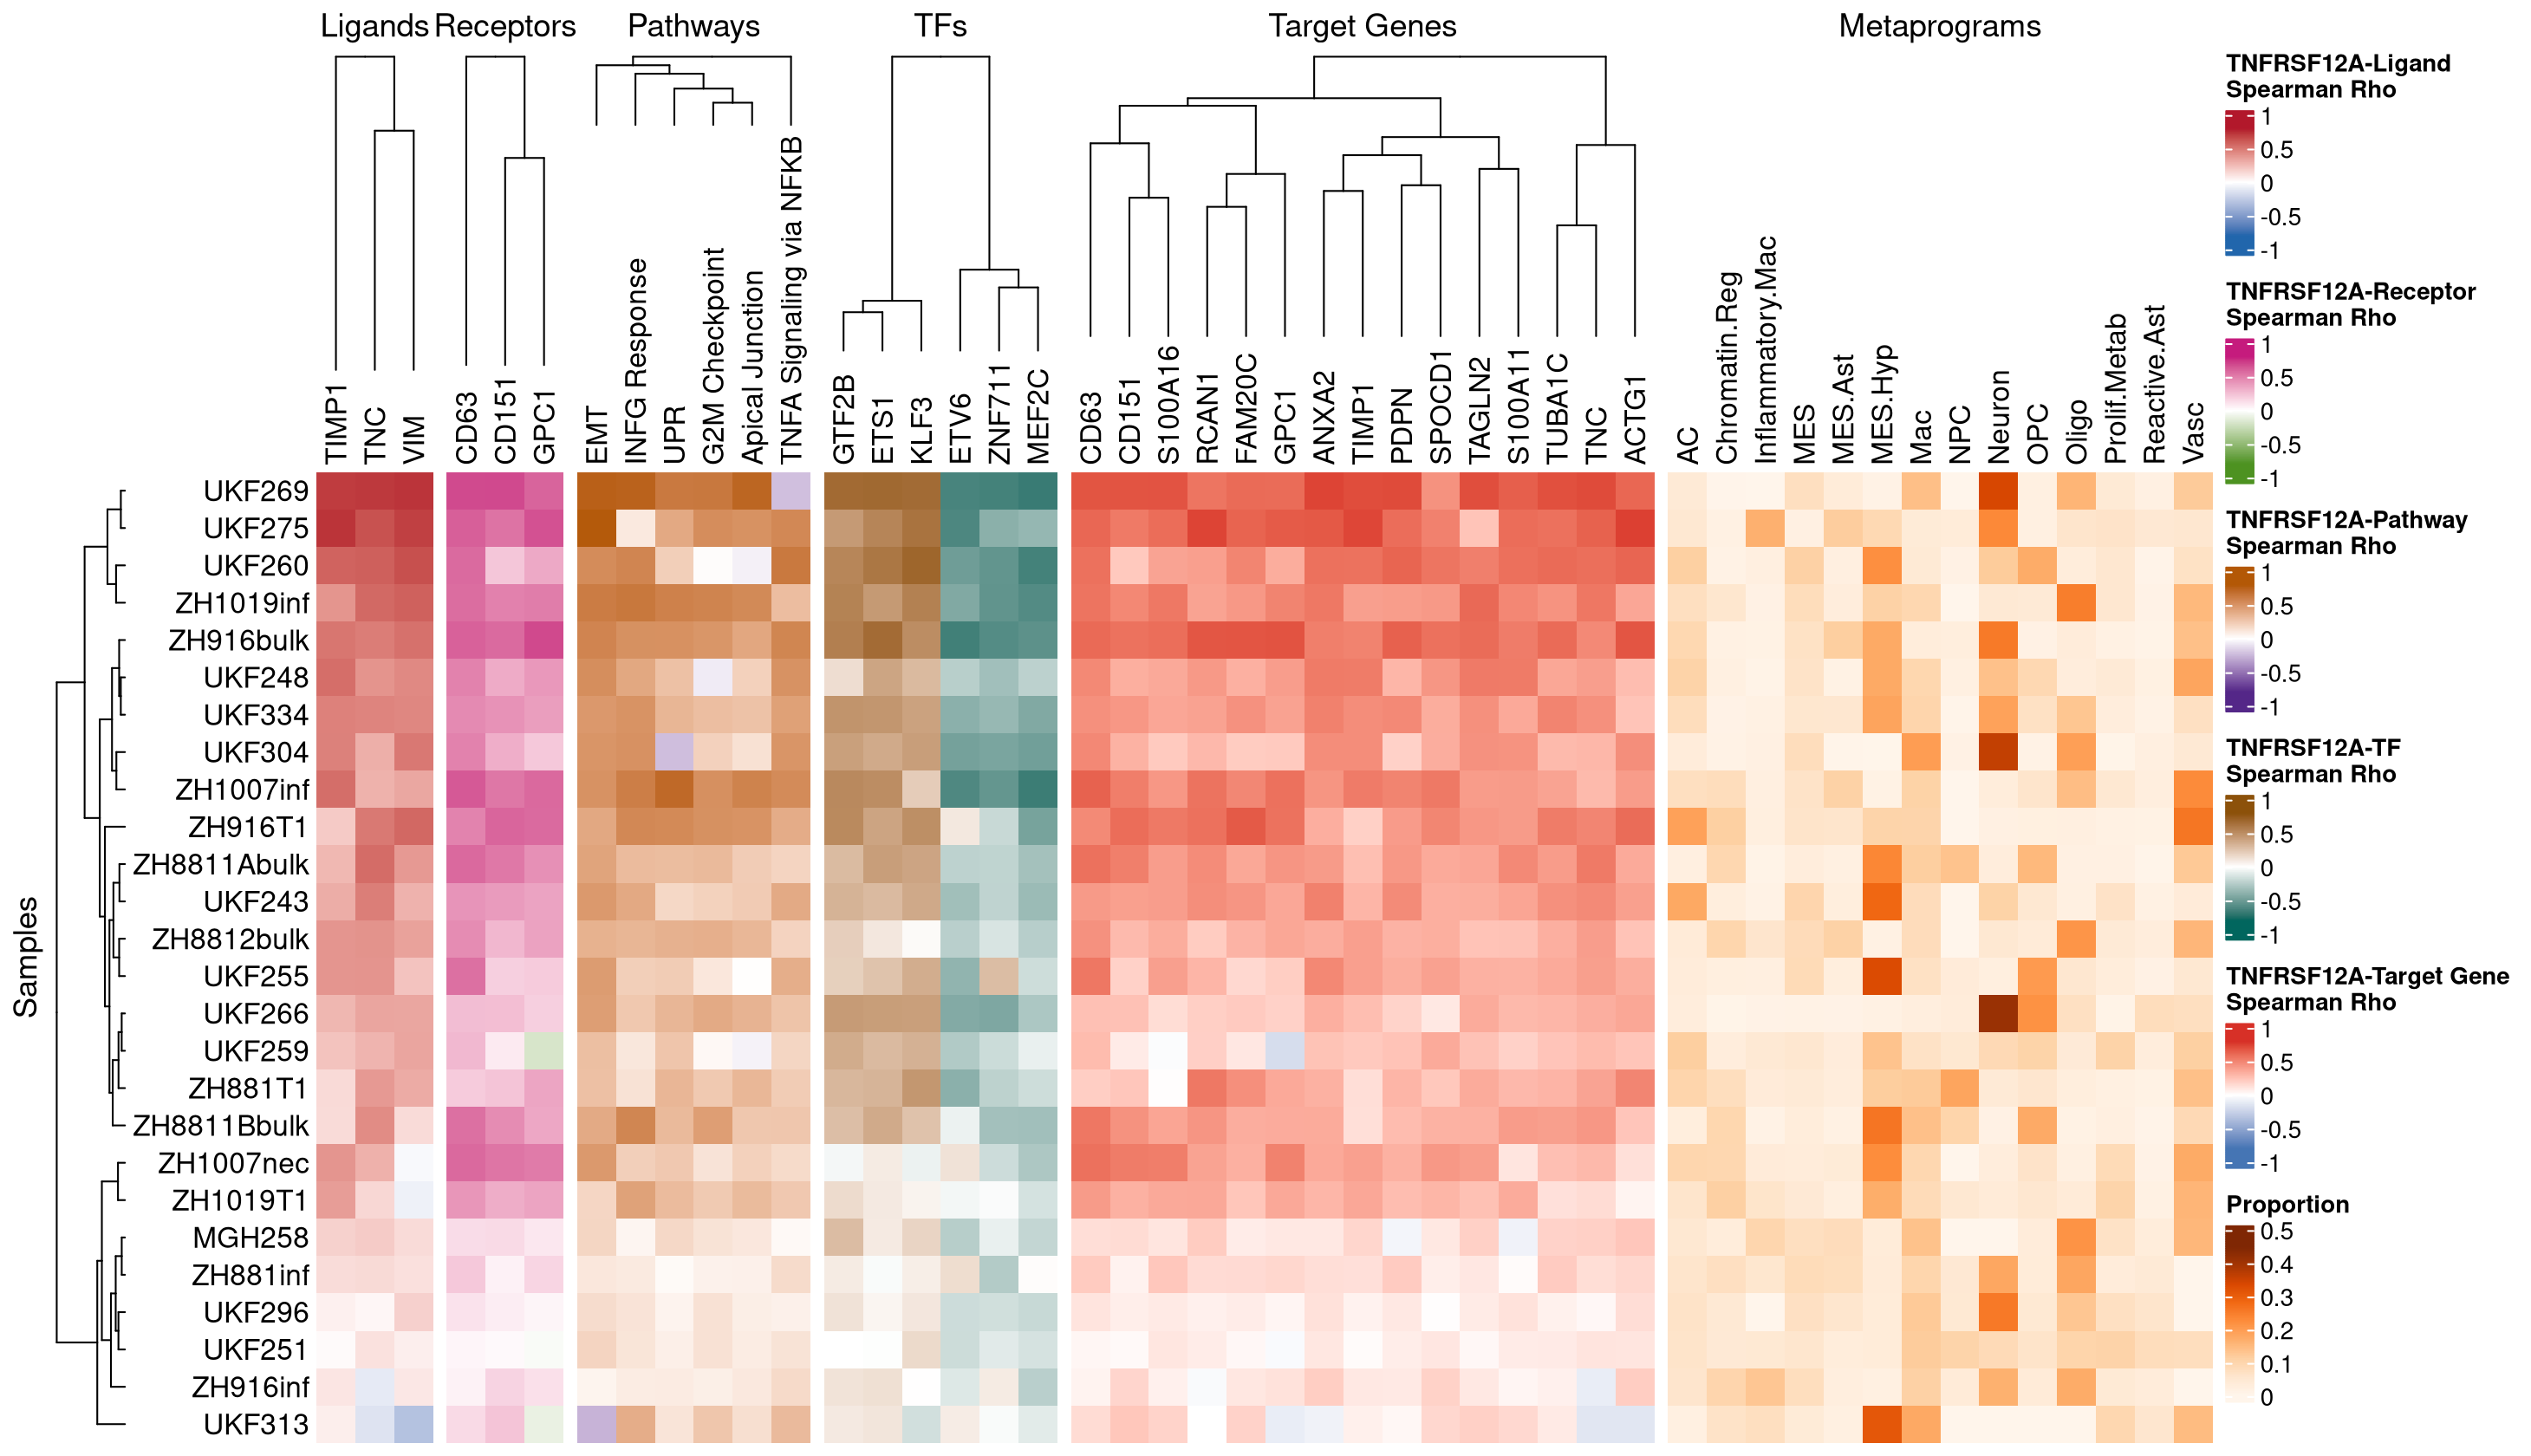 Ligands Receptors Pathways TFs Target Genes Metaprograms
TIMP1
TNC
VIM
CD63
CD151
GPC1
EMT
INFG Response
UPR
G2M Checkpoint
Apical Junction
TNFA Signaling via NFKB
GTF2B
ETS1
KLF3
ETV6
ZNF711
MEF2C
CD63
CD151
S100A16
RCAN1
FAM20C
GPC1
ANXA2
TIMP1
PDPN
SPOCD1
TAGLN2
S100A11
TUBA1C
TNC
ACTG1
AC
Chromatin.Reg
Inflammatory.Mac
MES
MES.Ast
MES.Hyp
Mac
NPC
Neuron
OPC
Oligo
Prolif.Metab
Reactive.Ast
Vasc
Samples
UKF269
UKF275
UKF260
ZH1019inf
ZH916bulk
UKF248
UKF334
UKF304
ZH1007inf
ZH916T1
ZH8811Abulk
UKF243
ZH8812bulk
UKF255
UKF266
UKF259
ZH881T1
ZH8811Bbulk
ZH1007nec
ZH1019T1
MGH258
ZH881inf
UKF296
UKF251
ZH916inf
UKF313
TNFRSF12A-Ligand
Spearman Rho
1
0.5
0
-0.5
-1
TNFRSF12A-Receptor
Spearman Rho
1
0.5
0
-0.5
-1
TNFRSF12A-Pathway
Spearman Rho
1
0.5
0
-0.5
-1
TNFRSF12A-TF
Spearman Rho
1
0.5
0
-0.5
-1
TNFRSF12A-Target Gene
Spearman Rho
1
0.5
0
-0.5
-1
Proportion
0.5
0.4
0.3
0.2
0.1
0